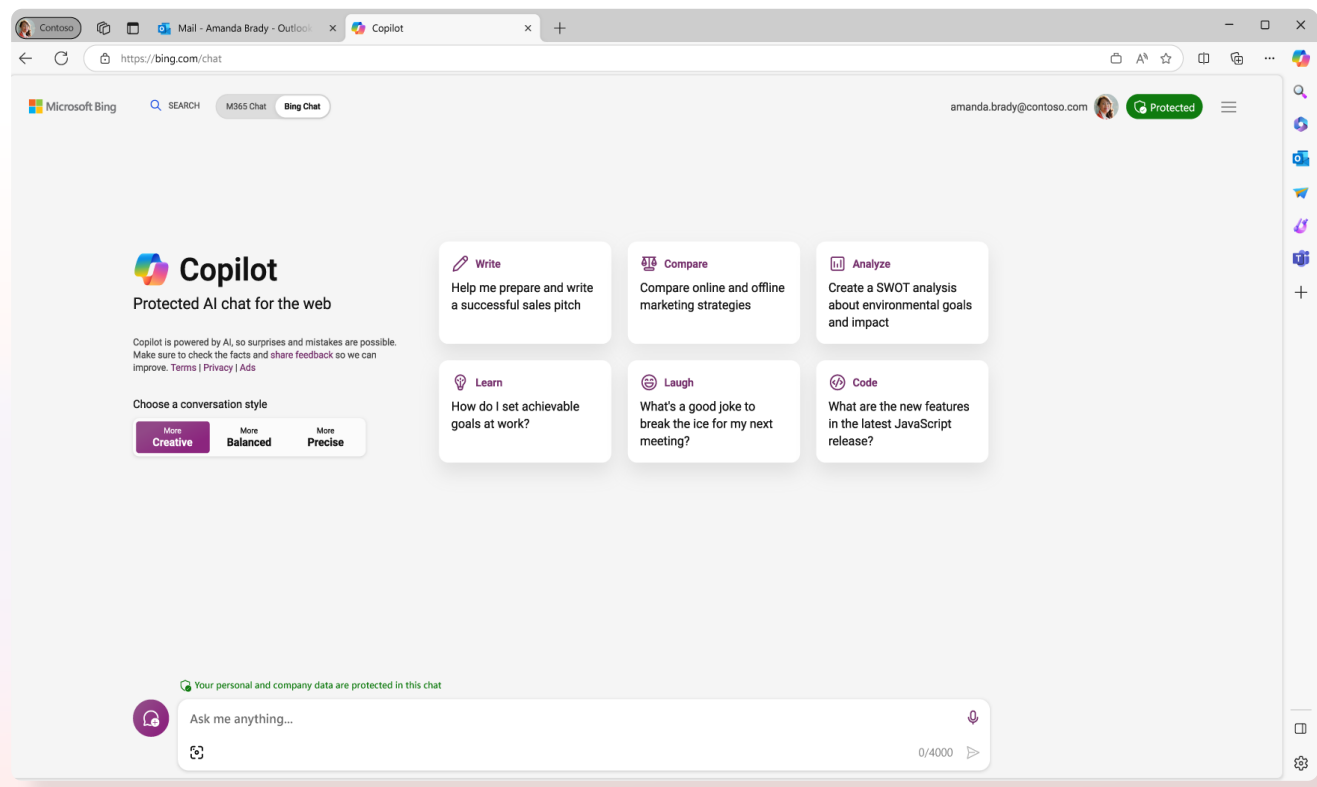 Contoso
Mail - Amanda Brady - Outlook
Copilot
https://bing.com/chat
Microsoft Bing
SEARCH
M365 Chat
Bing Chat
amanda.brady@contoso.com
Protected
Copilot
Protected AI chat for the web
Copilot is powered by AI, so surprises and mistakes are possible.
Make sure to check the facts and share feedback so we can
improve. Terms | Privacy | Ads
Choose a conversation style
More
Creative
More
Balanced
More
Precise
Write
Help me prepare and write
a successful sales pitch
Compare
Compare online and offline
marketing strategies
Analyze
Create a SWOT analysis
about environmental goals
and impact
Learn
How do I set achievable
goals at work?
Laugh
What's a good joke to
break the ice for my next
meeting?
Code
What are the new features
in the latest JavaScript
release?
Your personal and company data are protected in this chat
Ask me anything...
0/4000